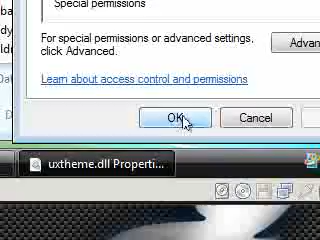 Special permissions
For special permissions or advanced settings,
click Advanced.
Advan
Learn about access control and permissions
OK
Cancel
uxtheme.dll Properti...